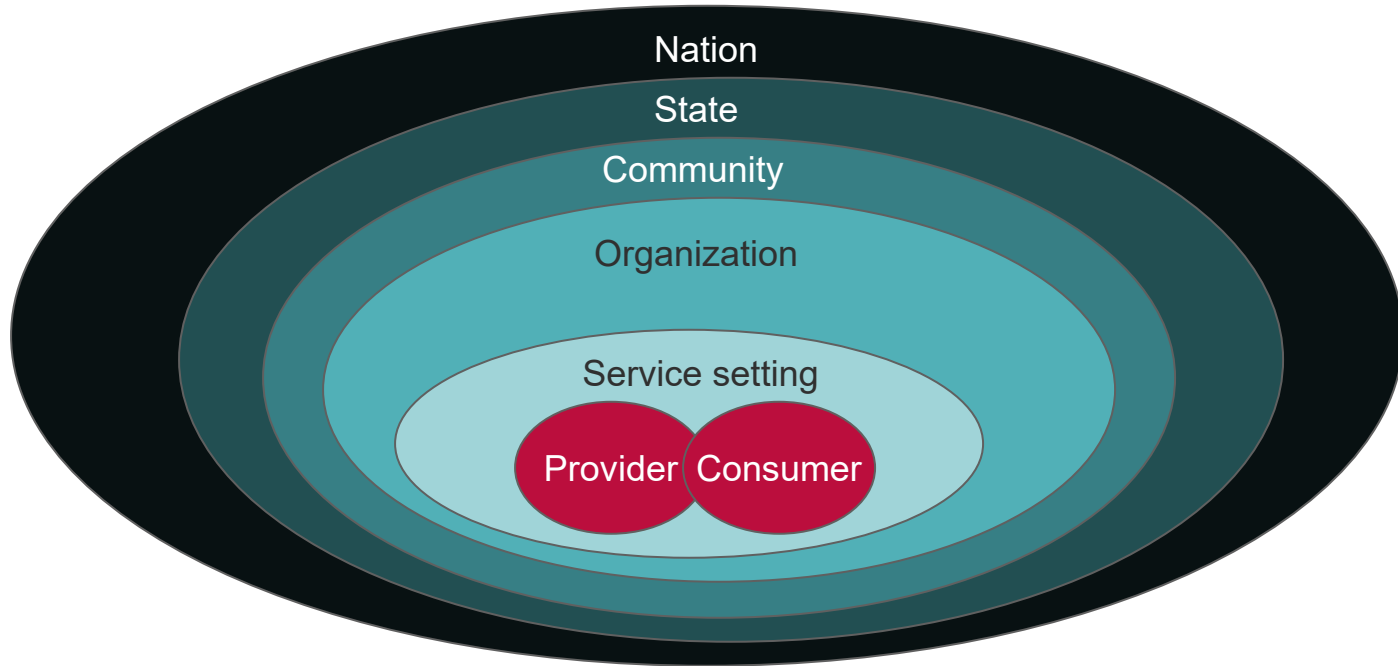 Nation
State
Community
Organization
Service setting
Provider Consumer